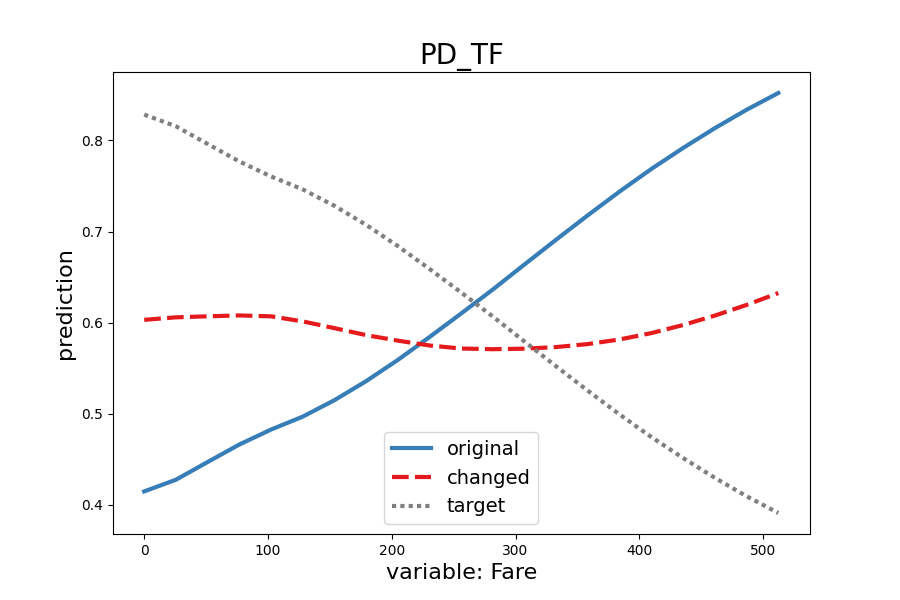 PD_TF
prediction
0.8
0.7
0.6
0.5
0.4
original
changed
target
0 100 200 300 400 500
variable: Fare